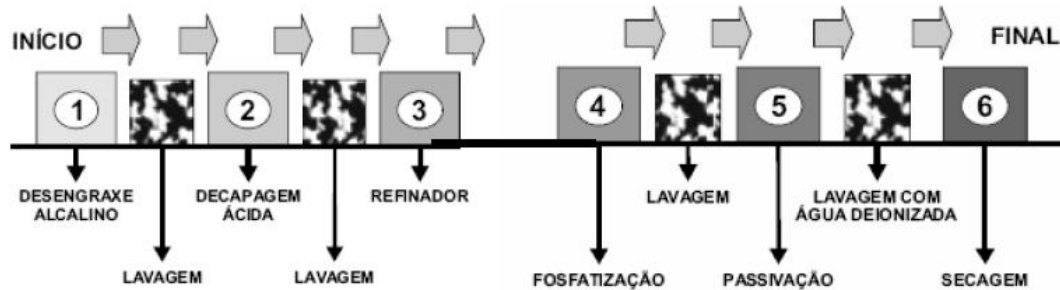 INÍCIO
FINAL
1
2
3
4
5
6
DESENGRAXE
ALCALINO
LAVAGEM
DECAPAGEM
ÁCIDA
LAVAGEM
REFINADOR
FOSFATIZAÇÃO
LAVAGEM
PASSIVAÇÃO
LAVAGEM COM
ÁGUA DEIONIZADA
SECAGEM